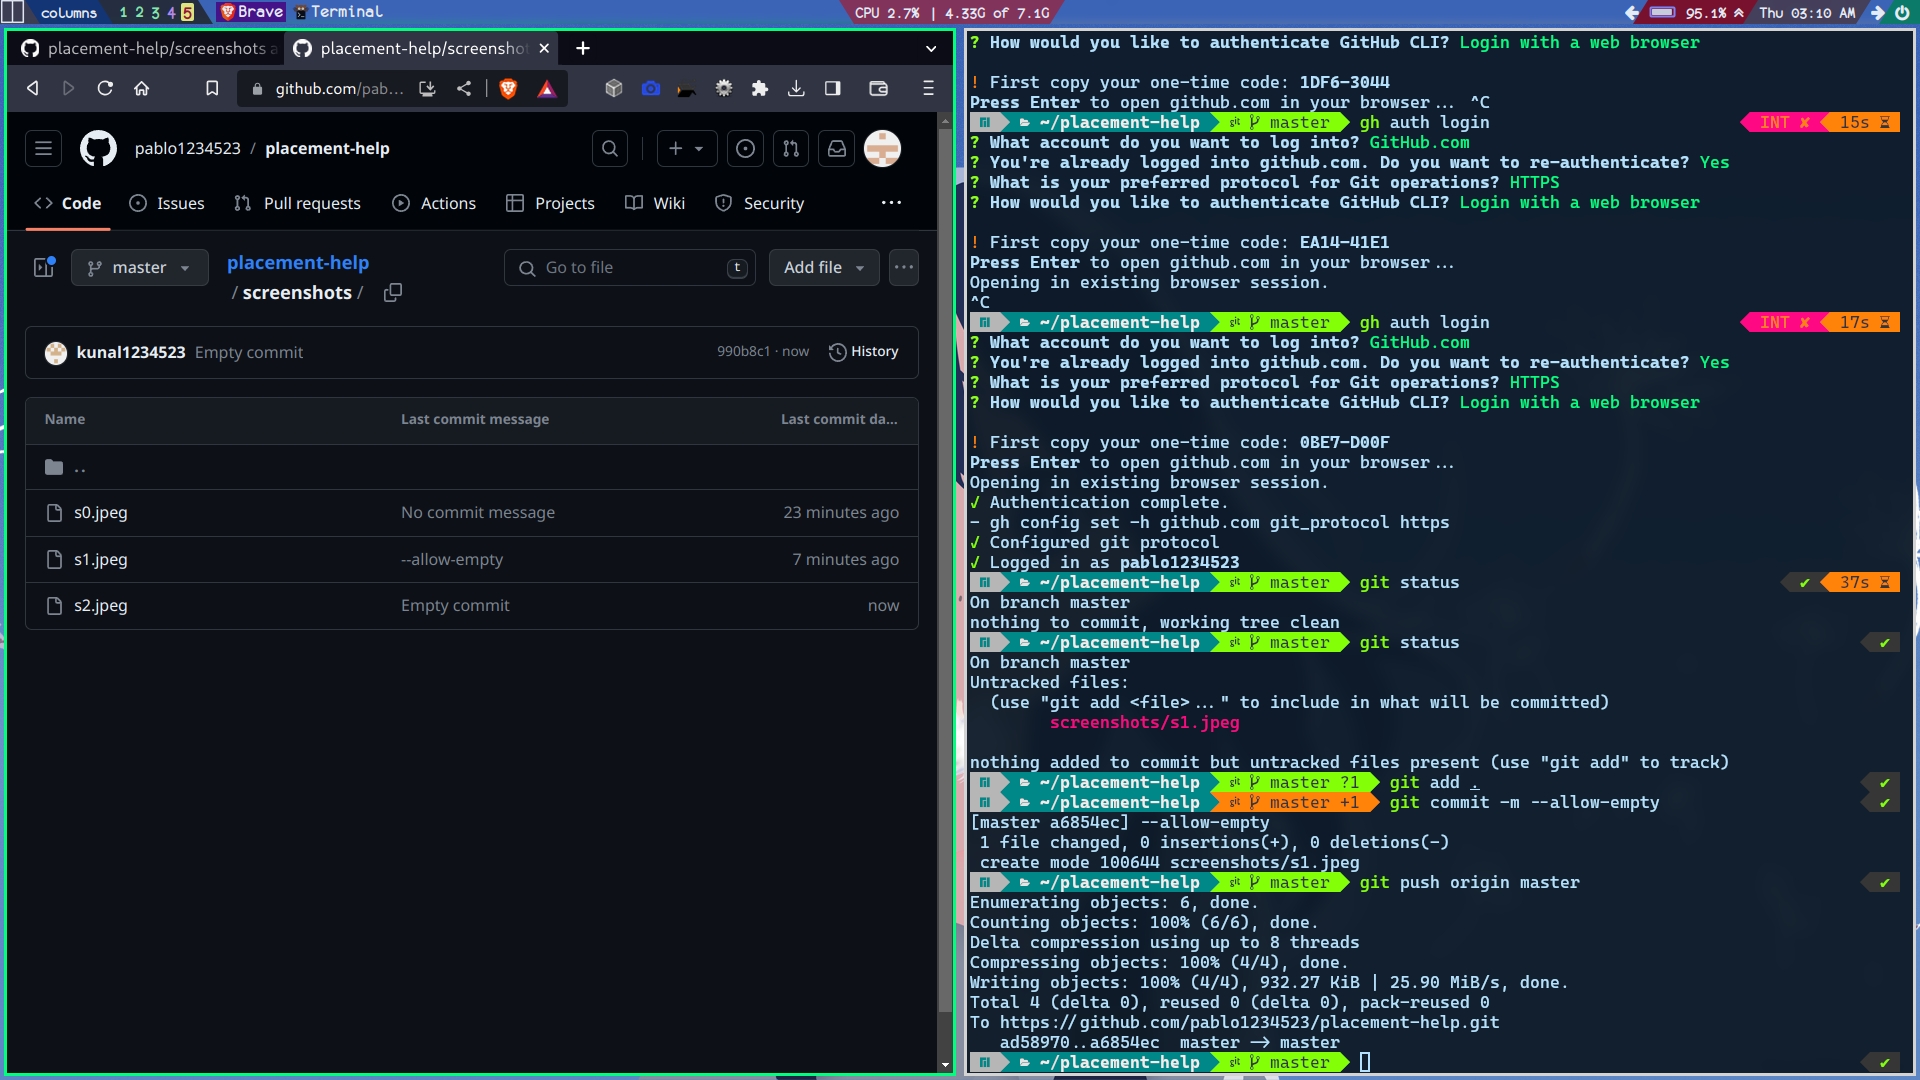 columns 1 2 3 4 5 Brave Terminal CPU 2.7% | 4.33G of 7.1G 95.1% Thu 03:10 AM
placement-help/screenshots a
placement-help/screenshot
github.com/pab...
pablo1234523 / placement-help
Code Issues Pull requests Actions Projects Wiki Security
master
placement-help
/ screenshots /
Go to file t
Add file
kunal1234523 Empty commit 990b8c1 · now History
Name Last commit message Last commit da...
..
s0.jpeg No commit message 23 minutes ago
s1.jpeg --allow-empty 7 minutes ago
s2.jpeg Empty commit now
? How would you like to authenticate GitHub CLI? Login with a web browser
! First copy your one-time code: 1DF6-3044
Press Enter to open github.com in your browser... ^C
~/placement-help git master gh auth login INT ✘ 15s
? What account do you want to log into? GitHub.com
? You're already logged into github.com. Do you want to re-authenticate? Yes
? What is your preferred protocol for Git operations? HTTPS
? How would you like to authenticate GitHub CLI? Login with a web browser
! First copy your one-time code: EA14-41E1
Press Enter to open github.com in your browser...
Opening in existing browser session.
^C
~/placement-help git master gh auth login INT ✘ 17s
? What account do you want to log into? GitHub.com
? You're already logged into github.com. Do you want to re-authenticate? Yes
? What is your preferred protocol for Git operations? HTTPS
? How would you like to authenticate GitHub CLI? Login with a web browser
! First copy your one-time code: 0BE7-D00F
Press Enter to open github.com in your browser...
Opening in existing browser session.
✓ Authentication complete.
- gh config set -h github.com git_protocol https
✓ Configured git protocol
✓ Logged in as pablo1234523
~/placement-help git master git status ✔ 37s
On branch master
nothing to commit, working tree clean
~/placement-help git master git status ✔
On branch master
Untracked files:
(use "git add <file>..." to include in what will be committed)
screenshots/s1.jpeg
nothing added to commit but untracked files present (use "git add" to track)
~/placement-help git master ?1 git add . ✔
~/placement-help git master +1 git commit -m --allow-empty ✔
[master a6854ec] --allow-empty
1 file changed, 0 insertions(+), 0 deletions(-)
create mode 100644 screenshots/s1.jpeg
~/placement-help git master git push origin master ✔
Enumerating objects: 6, done.
Counting objects: 100% (6/6), done.
Delta compression using up to 8 threads
Compressing objects: 100% (4/4), done.
Writing objects: 100% (4/4), 932.27 KiB | 25.90 MiB/s, done.
Total 4 (delta 0), reused 0 (delta 0), pack-reused 0
To https://github.com/pablo1234523/placement-help.git
ad58970..a6854ec master -> master
~/placement-help git master ✔